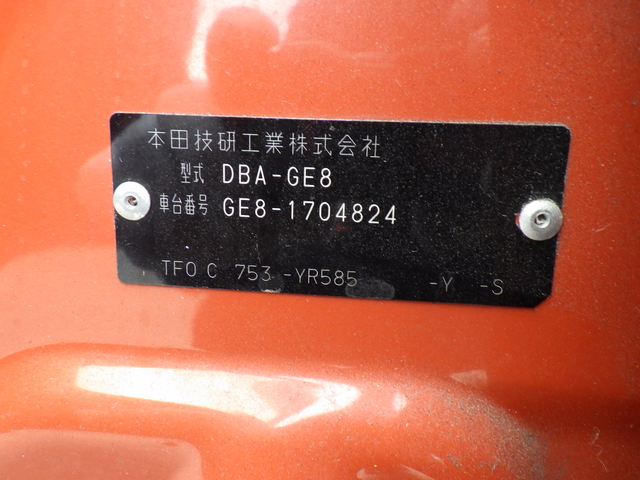 本田技研工業株式会社
型式 DBA-GE8
車台番号 GE8-1704824
TF0 C 753 -YR585 -Y -S